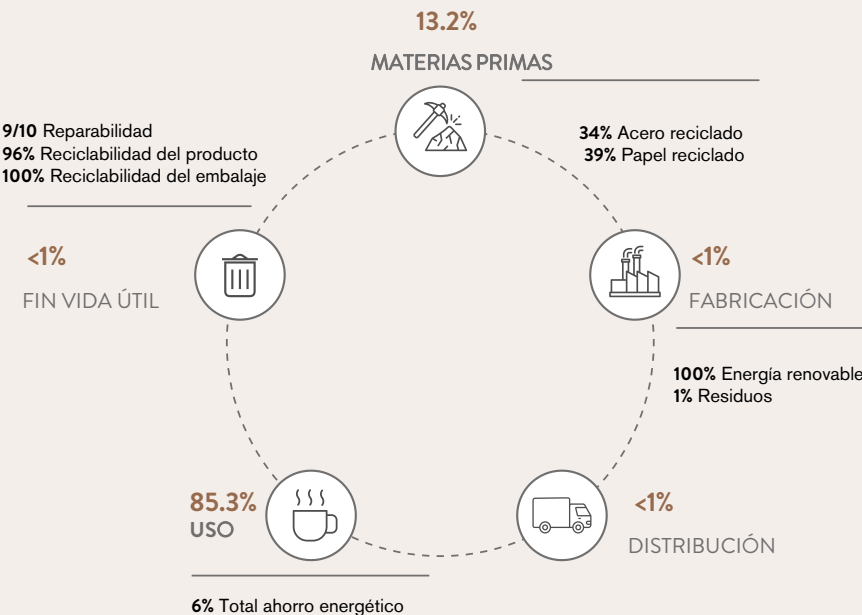 13.2%
MATERIAS PRIMAS
34% Acero reciclado
39% Papel reciclado
<1%
FABRICACIÓN
100% Energía renovable
1% Residuos
<1%
DISTRIBUCIÓN
85.3%
USO
6% Total ahorro energético
9/10 Reparabilidad
96% Reciclabilidad del producto
100% Reciclabilidad del embalaje
<1%
FIN VIDA ÚTIL